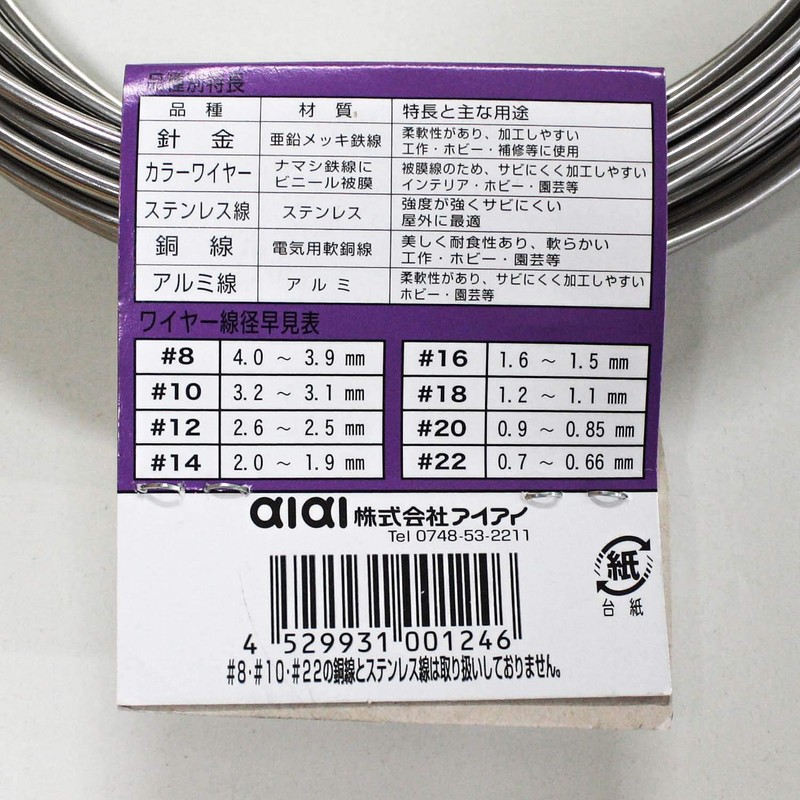 品種別特長
品種 材質 特長と主な用途
針金 亜鉛メッキ鉄線 柔軟性があり、加工しやすい
工作・ホビー・補修等に使用
カラーワイヤー ナマシ鉄線に
ビニール被膜 被膜線のため、サビにくく加工しやすい
インテリア・ホビー・園芸等
ステンレス線 ステンレス 強度が強くサビにくい
屋外に最適
銅線 電気用軟銅線 美しく耐食性あり、軟らかい
工作・ホビー・園芸等
アルミ線 アルミ 柔軟性があり、サビにくく加工しやすい
ホビー・園芸等
ワイヤー線径早見表
#8 4.0 ～ 3.9 mm
#10 3.2 ～ 3.1 mm
#12 2.6 ～ 2.5 mm
#14 2.0 ～ 1.9 mm
#16 1.6 ～ 1.5 mm
#18 1.2 ～ 1.1 mm
#20 0.9 ～ 0.85 mm
#22 0.7 ～ 0.66 mm
aiai 株式会社アイアイ
Tel 0748-53-2211
紙
台紙
4 529931 001246
#8・#10・#22の銅線とステンレス線は取り扱いしておりません。